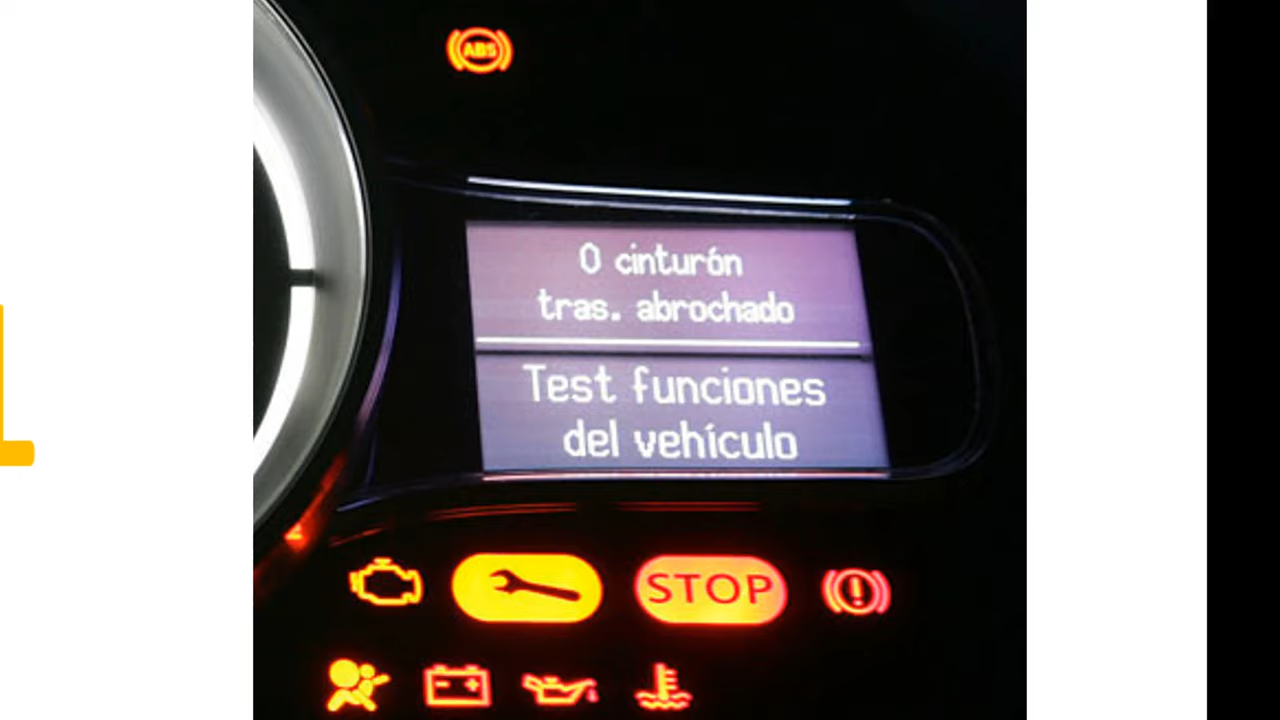 ABS
0 cinturón
tras. abrochado
Test funciones
del vehículo
STOP